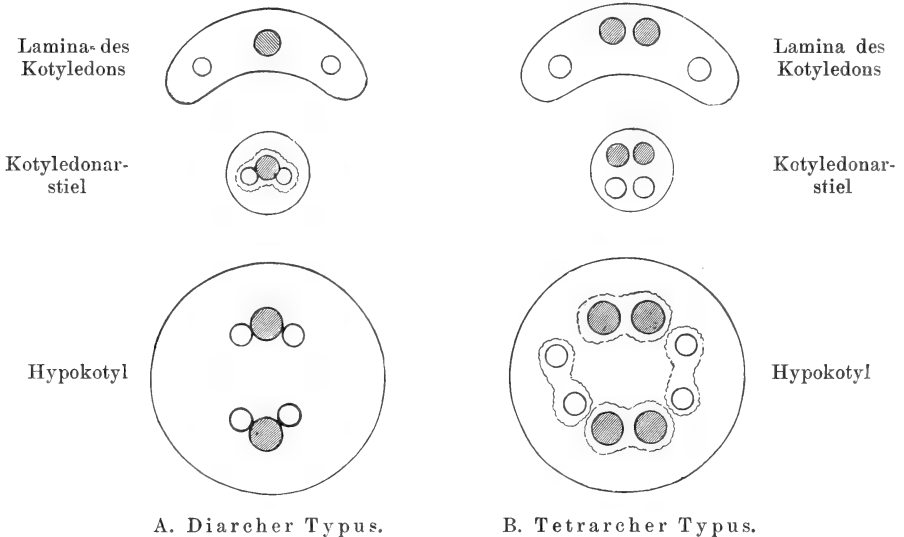 Lamina des
Kotyledons
Lamina des
Kotyledons
Kotyledonar-
stiel
Kotyledonar-
stiel
Hypokotyl
Hypokotyl
A. Diarcher Typus.
B. Tetrarcher Typus.